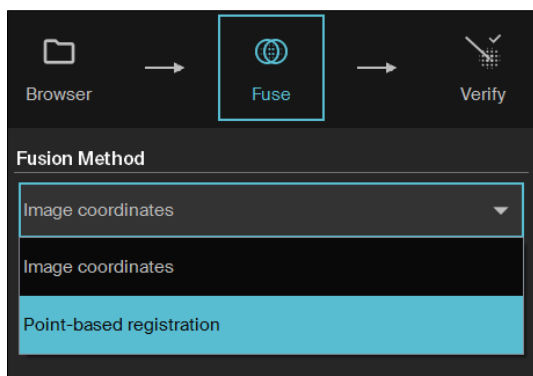 Browser
Fuse
Verify
Fusion Method
Image coordinates
Image coordinates
Point-based registration